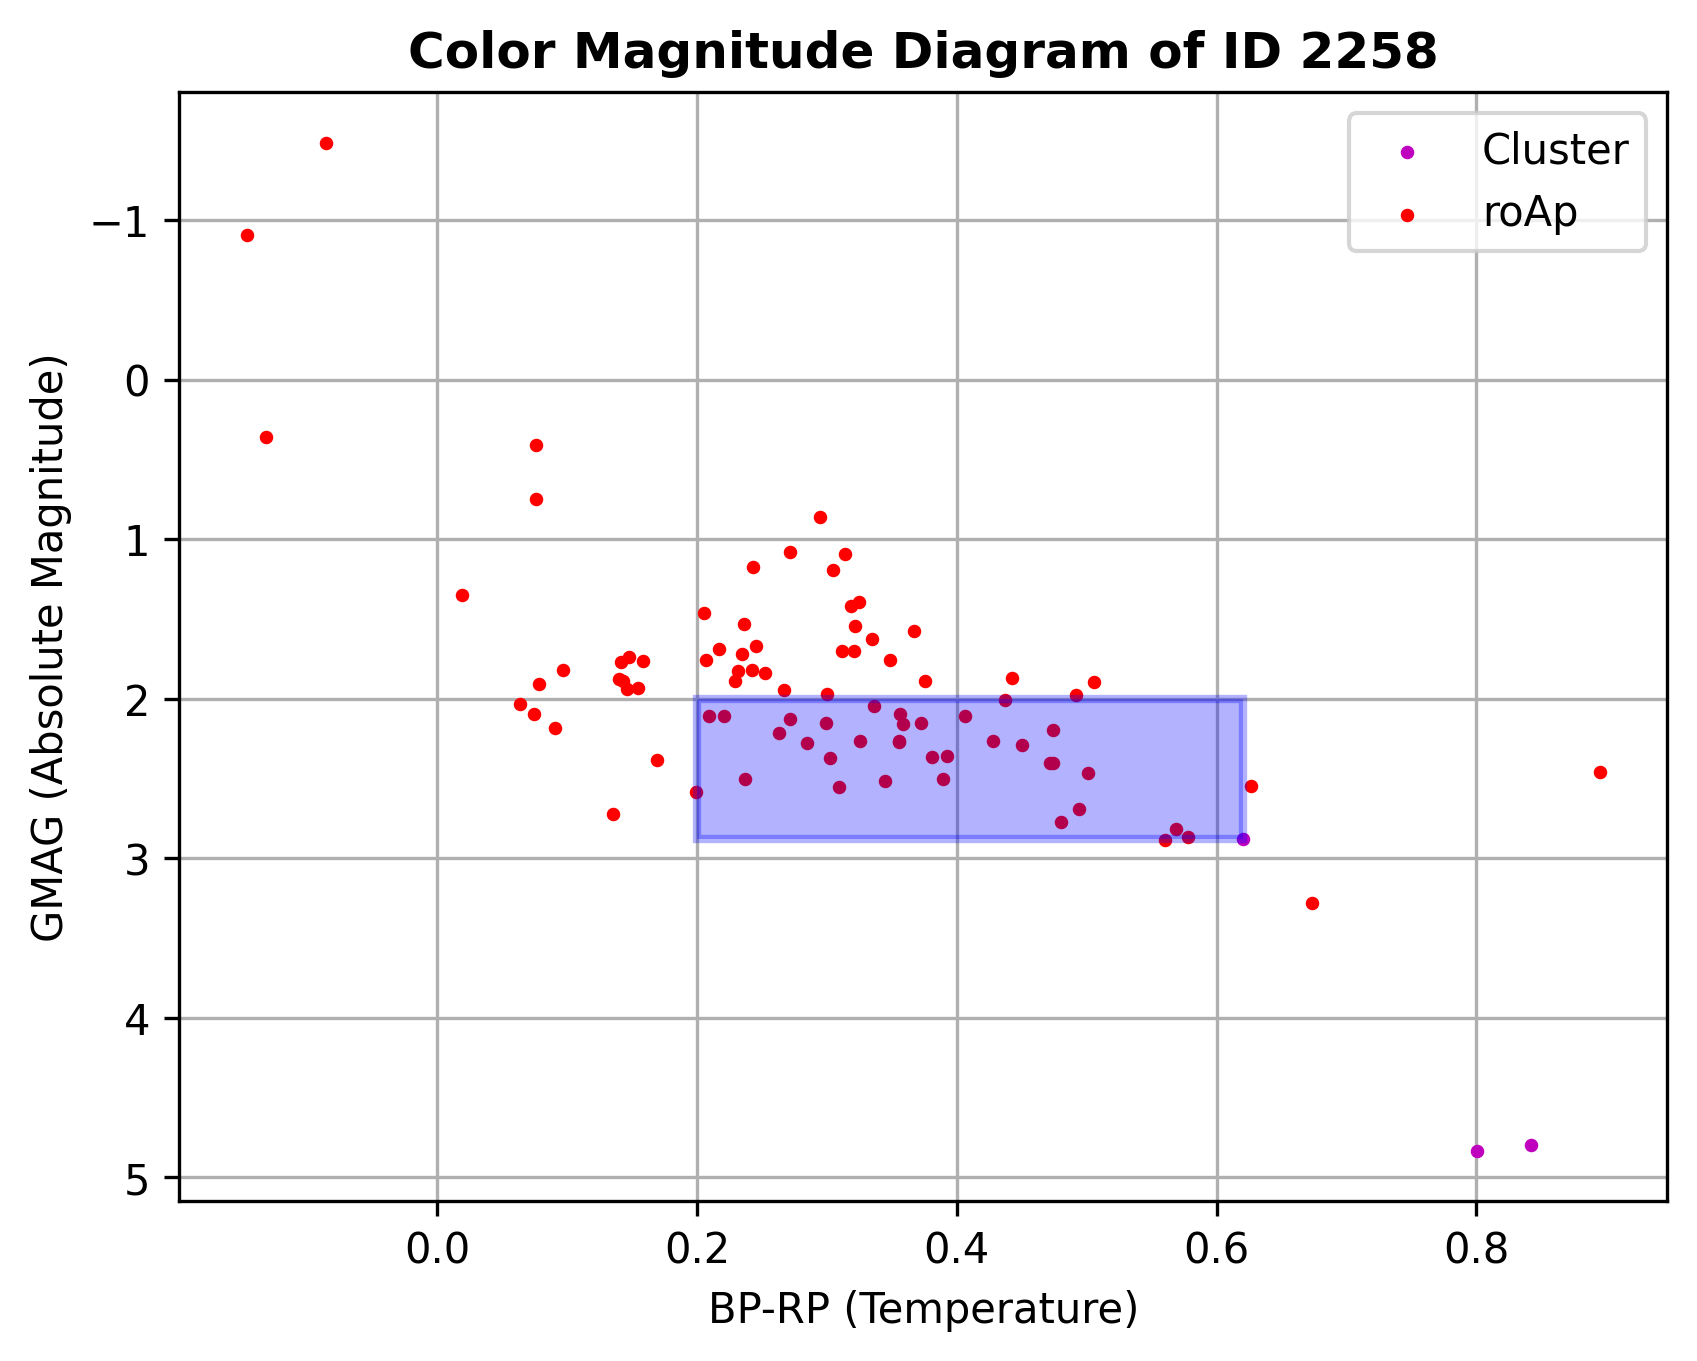 Color Magnitude Diagram of ID 2258
Cluster
roAp
GMAG (Absolute Magnitude)
−1
0
1
2
3
4
5
0.0 0.2 0.4 0.6 0.8
BP-RP (Temperature)